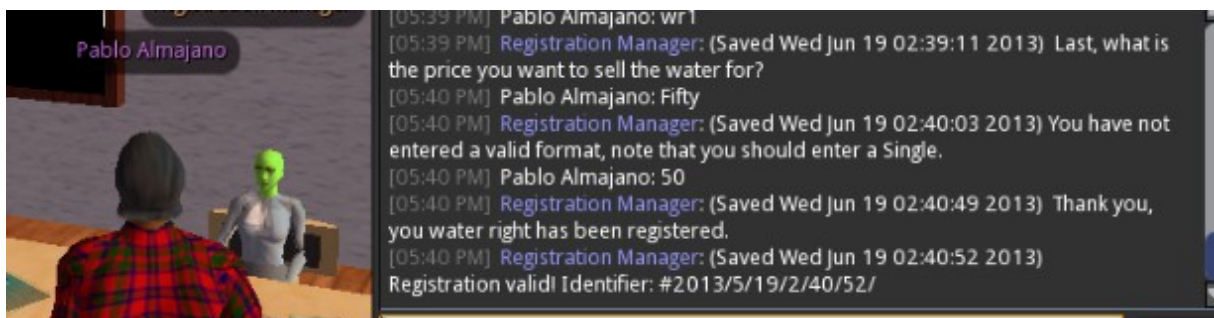 Registration Manager
Pablo Almajano
[05:39 PM] Pablo Almajano: wr1
[05:39 PM] Registration Manager: (Saved Wed Jun 19 02:39:11 2013) Last, what is
the price you want to sell the water for?
[05:40 PM] Pablo Almajano: Fifty
[05:40 PM] Registration Manager: (Saved Wed Jun 19 02:40:03 2013) You have not
entered a valid format, note that you should enter a Single.
[05:40 PM] Pablo Almajano: 50
[05:40 PM] Registration Manager: (Saved Wed Jun 19 02:40:49 2013) Thank you,
you water right has been registered.
[05:40 PM] Registration Manager: (Saved Wed Jun 19 02:40:52 2013)
Registration valid! Identifier: #2013/5/19/2/40/52/